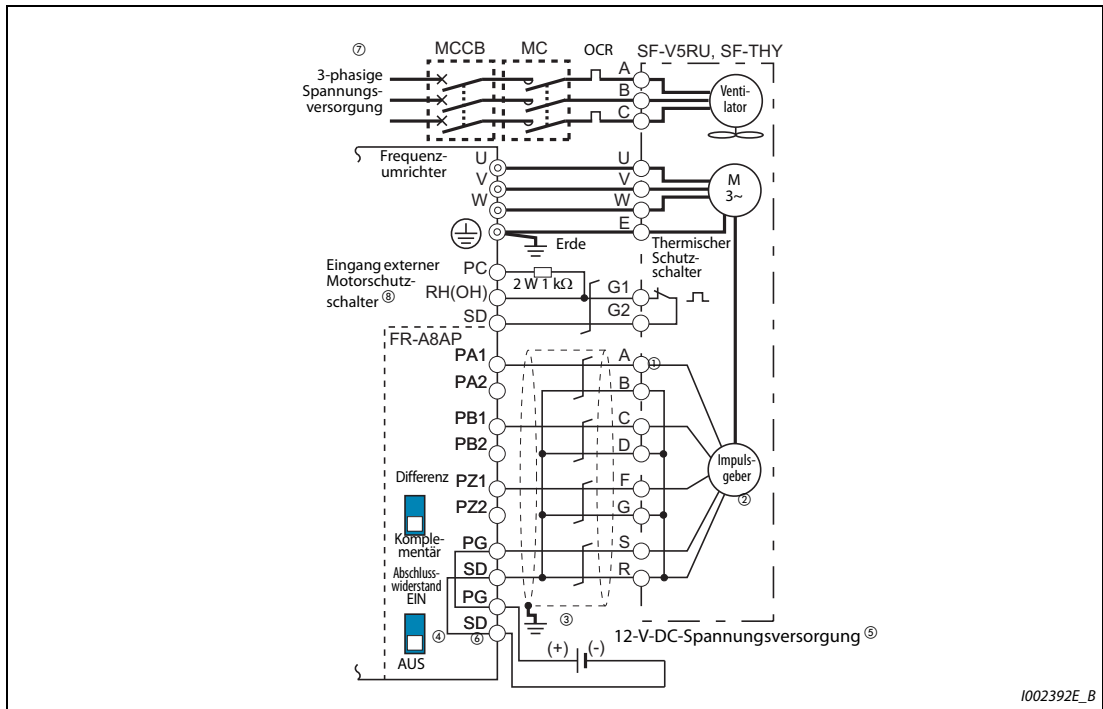 ⑦ MCCB MC OCR SF-V5RU, SF-THY
3-phasige
Spannungs-
versorgung
A
B
C
Venti-
lator
Frequenz-
umrichter
U
V
W
U
V
W
E
M
3~
Erde
Thermischer
Schutz-
schalter
Eingang externer
Motorschutz-
schalter ⑧
PC
RH(OH)
SD
2 W 1 kΩ
G1
G2
FR-A8AP
PA1
PA2
PB1
PB2
PZ1
PZ2
PG
SD
PG
SD
A ①
B
C
D
F
G
S
R
Impuls-
geber
②
Differenz
Komple-
mentär
Abschluss-
widerstand
EIN
④
AUS
⑥
③
12-V-DC-Spannungsversorgung ⑤
(+) (-)
I002392E_B